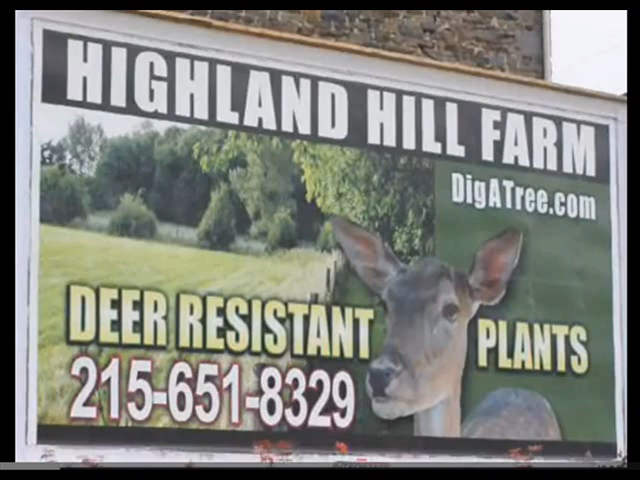 HIGHLAND HILL FARM
DigATree.com
DEER RESISTANT PLANTS
215-651-8329